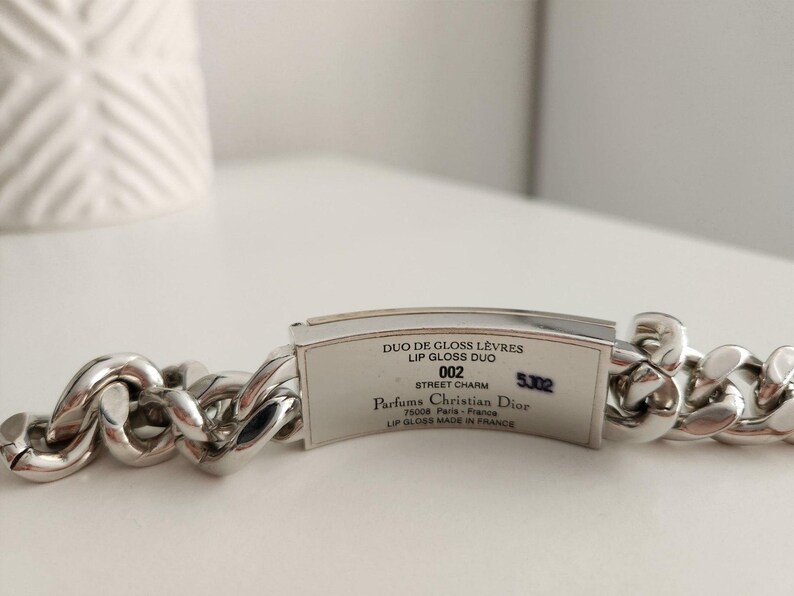 DUO DE GLOSS LÈVRES
LIP GLOSS DUO
002
STREET CHARM
5J02
Parfums Christian Dior
75008 Paris - France
LIP GLOSS MADE IN FRANCE